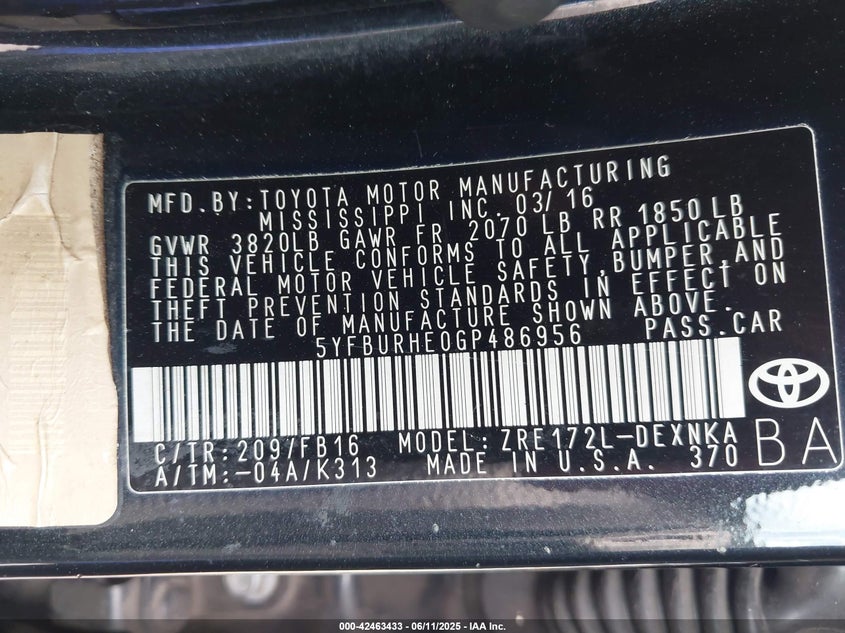 MFD.BY:TOYOTA MOTOR MANUFACTURING
MISSISSIPPI INC. 03/16
GVWR 3820LB GAWR FR 2070 LB RR 1850LB
THIS VEHICLE CONFORMS TO ALL APPLICABLE
FEDERAL MOTOR VEHICLE SAFETY,BUMPER,AND
THEFT PREVENTION STANDARDS IN EFFECT ON
THE DATE OF MANUFACTURE SHOWN ABOVE.
5YFBURHE0GP486956 PASS.CAR
C/TR:209/FB16 MODEL:ZRE172L-DEXNKA
A/TM:-04A/K313 MADE IN U.S.A. 370
BA
000-42463433 - 06/11/2025 - IAA Inc.